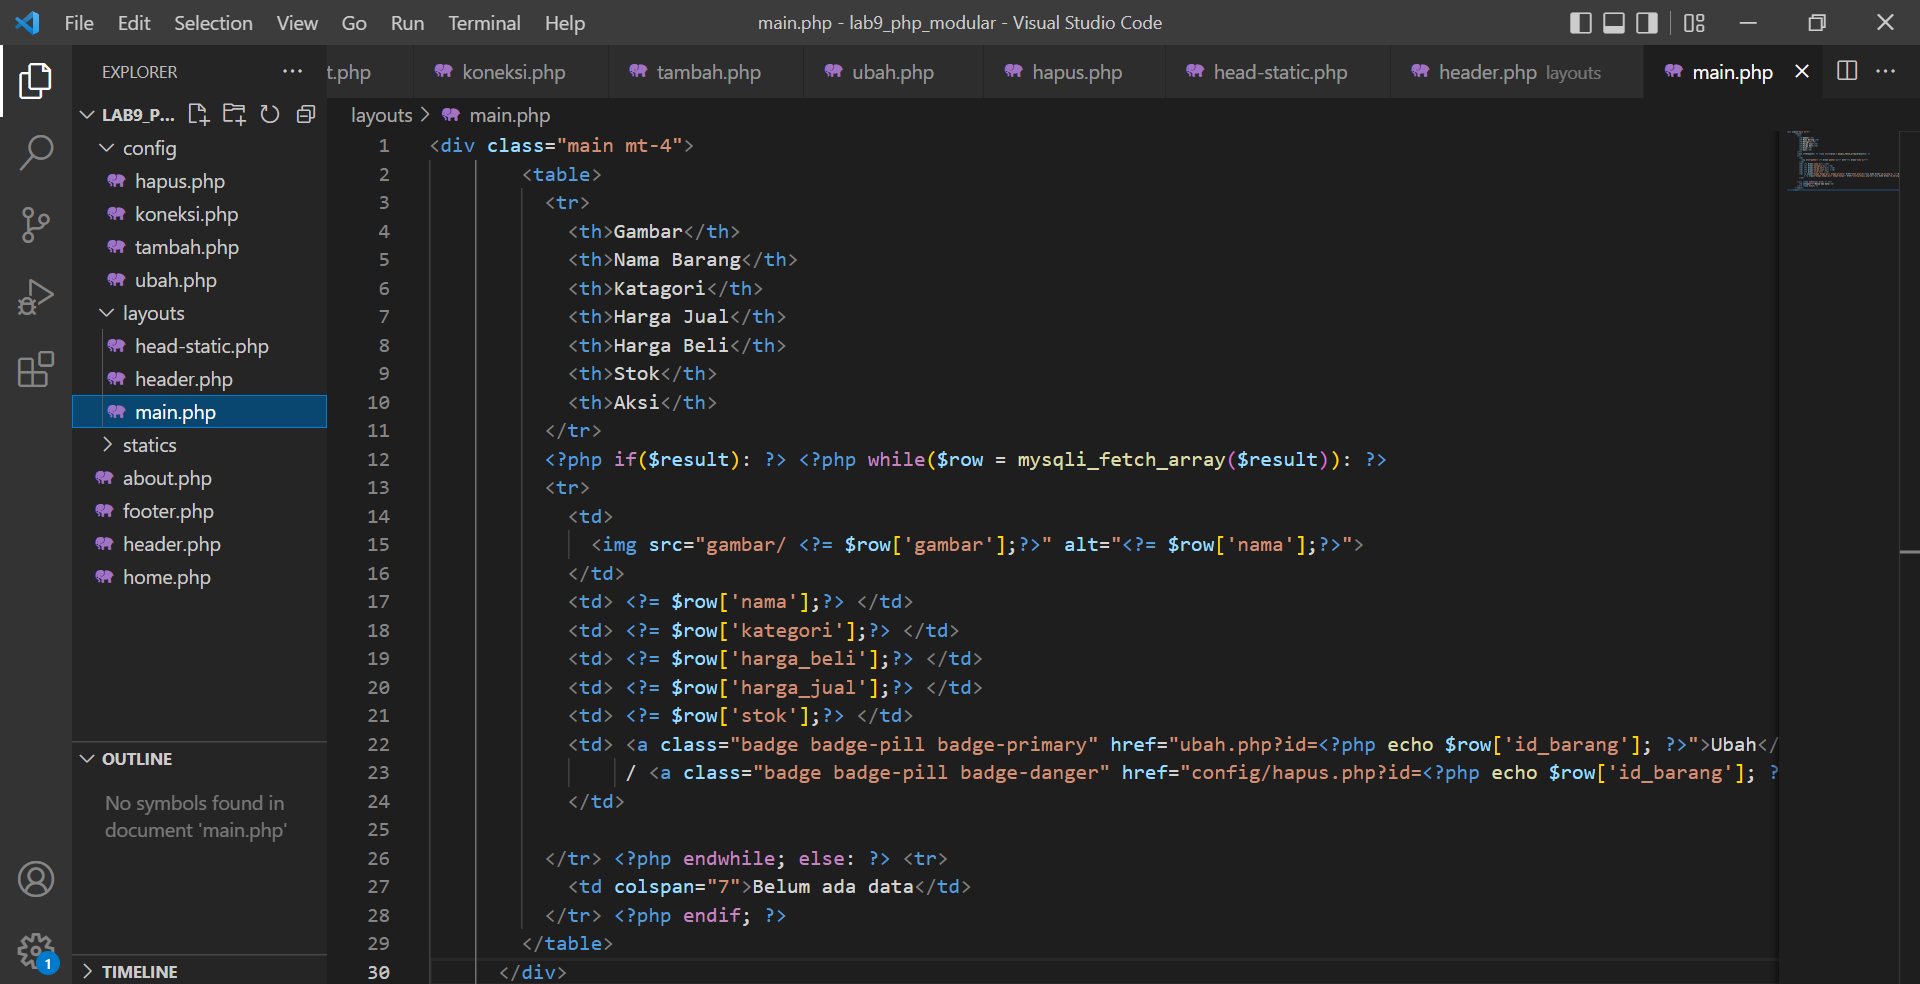 File Edit Selection View Go Run Terminal Help
main.php - lab9_php_modular - Visual Studio Code
EXPLORER
t.php
koneksi.php
tambah.php
ubah.php
hapus.php
head-static.php
header.php layouts
main.php
LAB9_P...
config
hapus.php
koneksi.php
tambah.php
ubah.php
layouts
head-static.php
header.php
main.php
statics
about.php
footer.php
header.php
home.php
OUTLINE
No symbols found in
document 'main.php'
TIMELINE
1
layouts > main.php
1 <div class="main mt-4">
2 <table>
3 <tr>
4 <th>Gambar</th>
5 <th>Nama Barang</th>
6 <th>Katagori</th>
7 <th>Harga Jual</th>
8 <th>Harga Beli</th>
9 <th>Stok</th>
10 <th>Aksi</th>
11 </tr>
12 <?php if($result): ?> <?php while($row = mysqli_fetch_array($result)): ?>
13 <tr>
14 <td>
15 <img src="gambar/ <?= $row['gambar'];?>" alt="<?= $row['nama'];?>">
16 </td>
17 <td> <?= $row['nama'];?> </td>
18 <td> <?= $row['kategori'];?> </td>
19 <td> <?= $row['harga_beli'];?> </td>
20 <td> <?= $row['harga_jual'];?> </td>
21 <td> <?= $row['stok'];?> </td>
22 <td> <a class="badge badge-pill badge-primary" href="ubah.php?id=<?php echo $row['id_barang']; ?>">Ubah</
23 / <a class="badge badge-pill badge-danger" href="config/hapus.php?id=<?php echo $row['id_barang']; ?
24 </td>
25
26 </tr> <?php endwhile; else: ?> <tr>
27 <td colspan="7">Belum ada data</td>
28 </tr> <?php endif; ?>
29 </table>
30 </div>